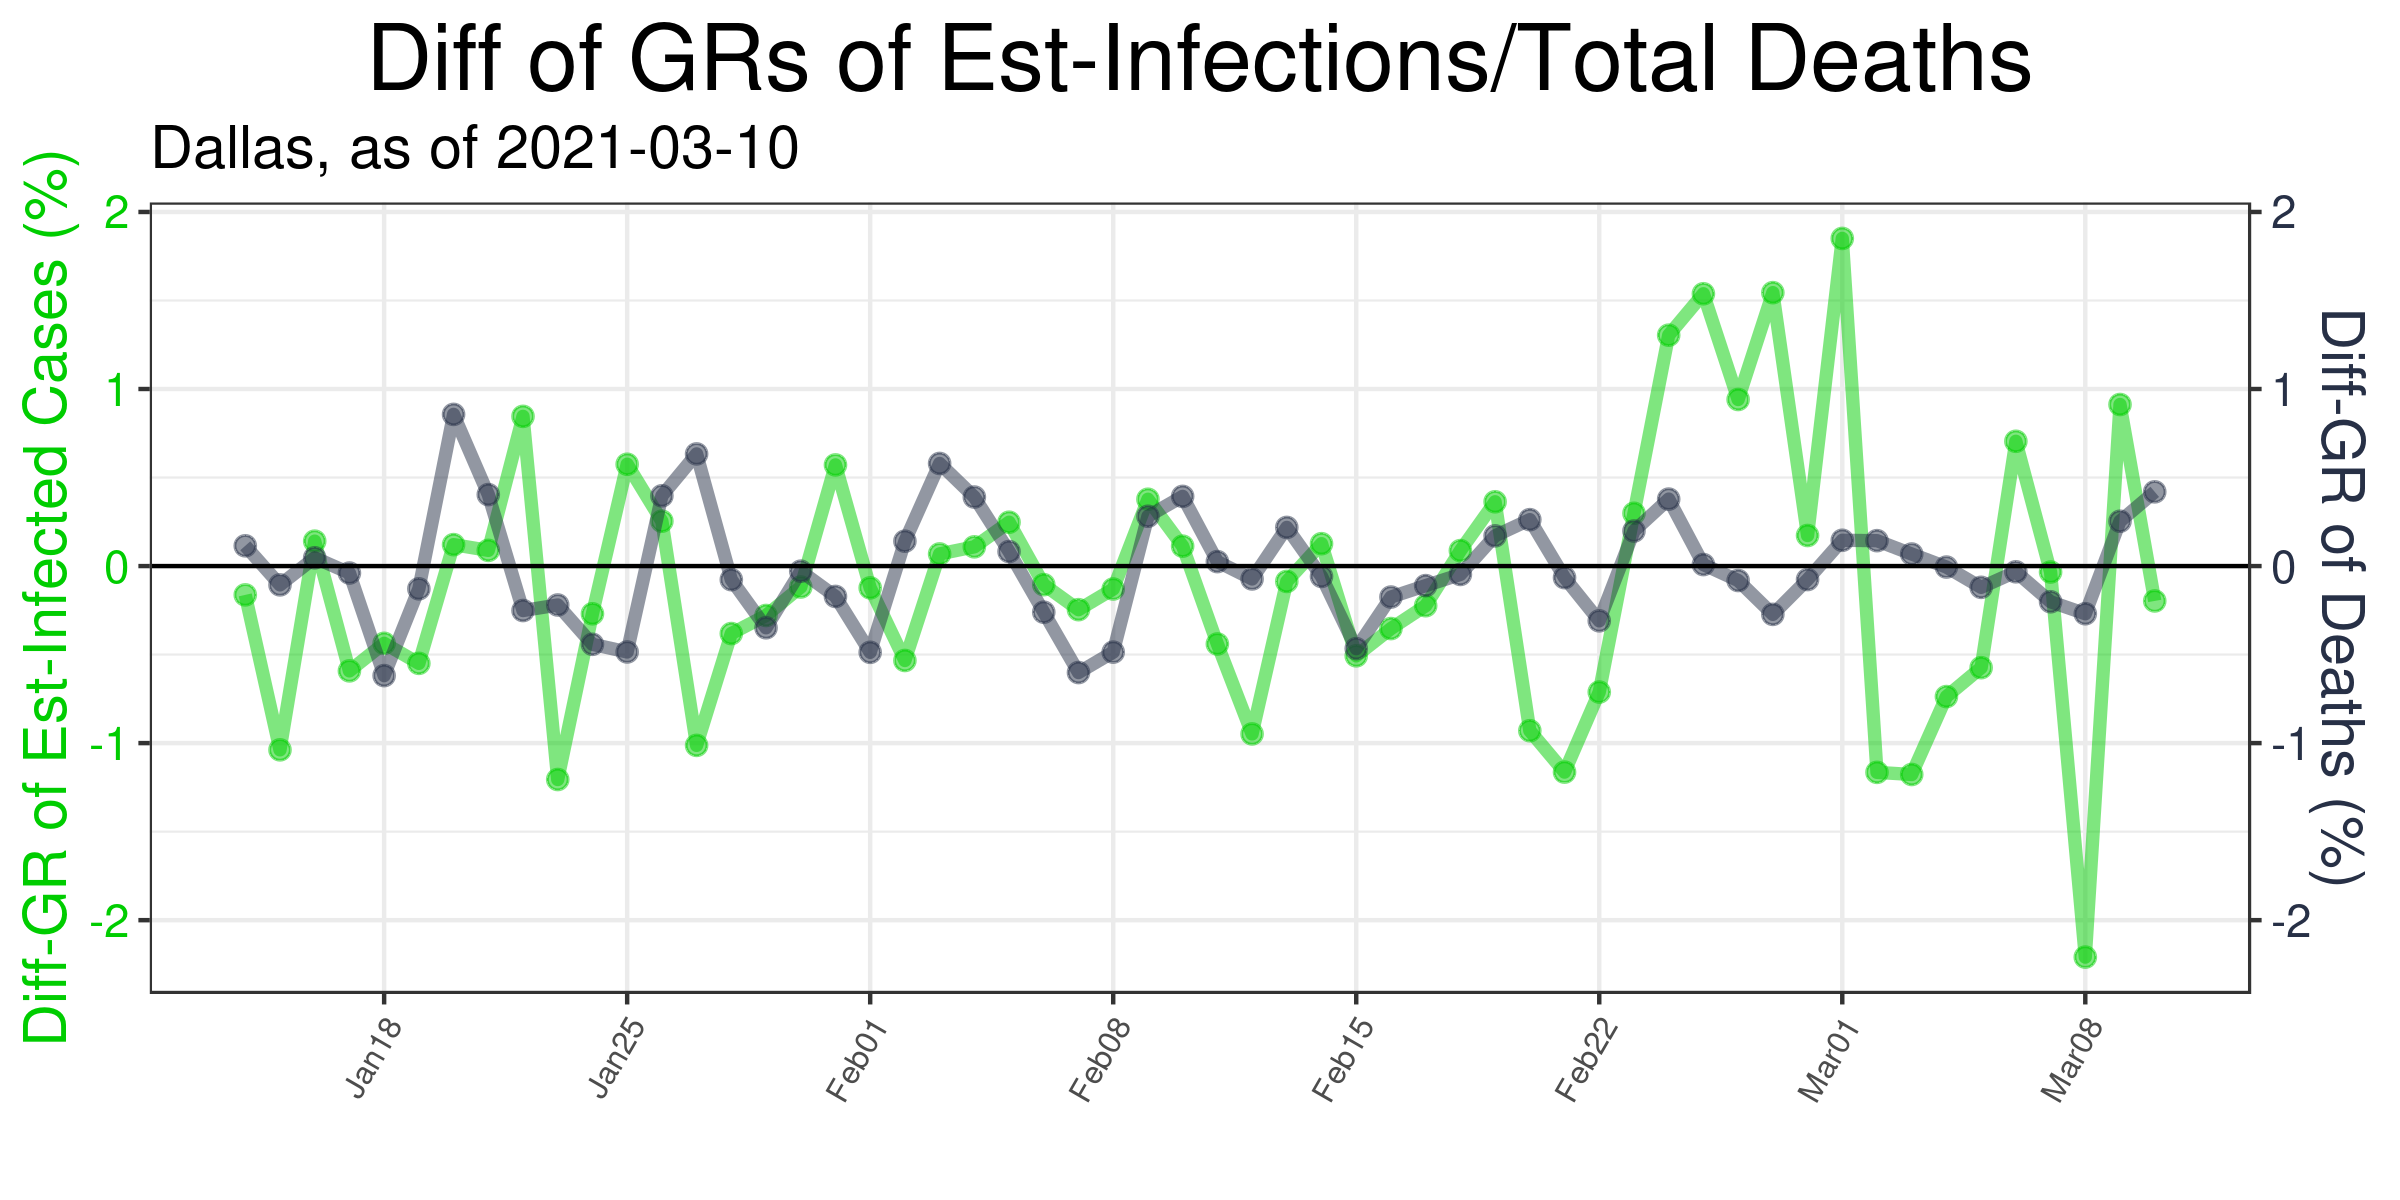 Diff of GRs of Est-Infections/Total Deaths
Dallas, as of 2021-03-10
Diff-GR of Est-Infected Cases (%)
2
1
0
-1
-2
2
1
0
-1
-2
Diff-GR of Deaths (%)
Jan18
Jan25
Feb01
Feb08
Feb15
Feb22
Mar01
Mar08